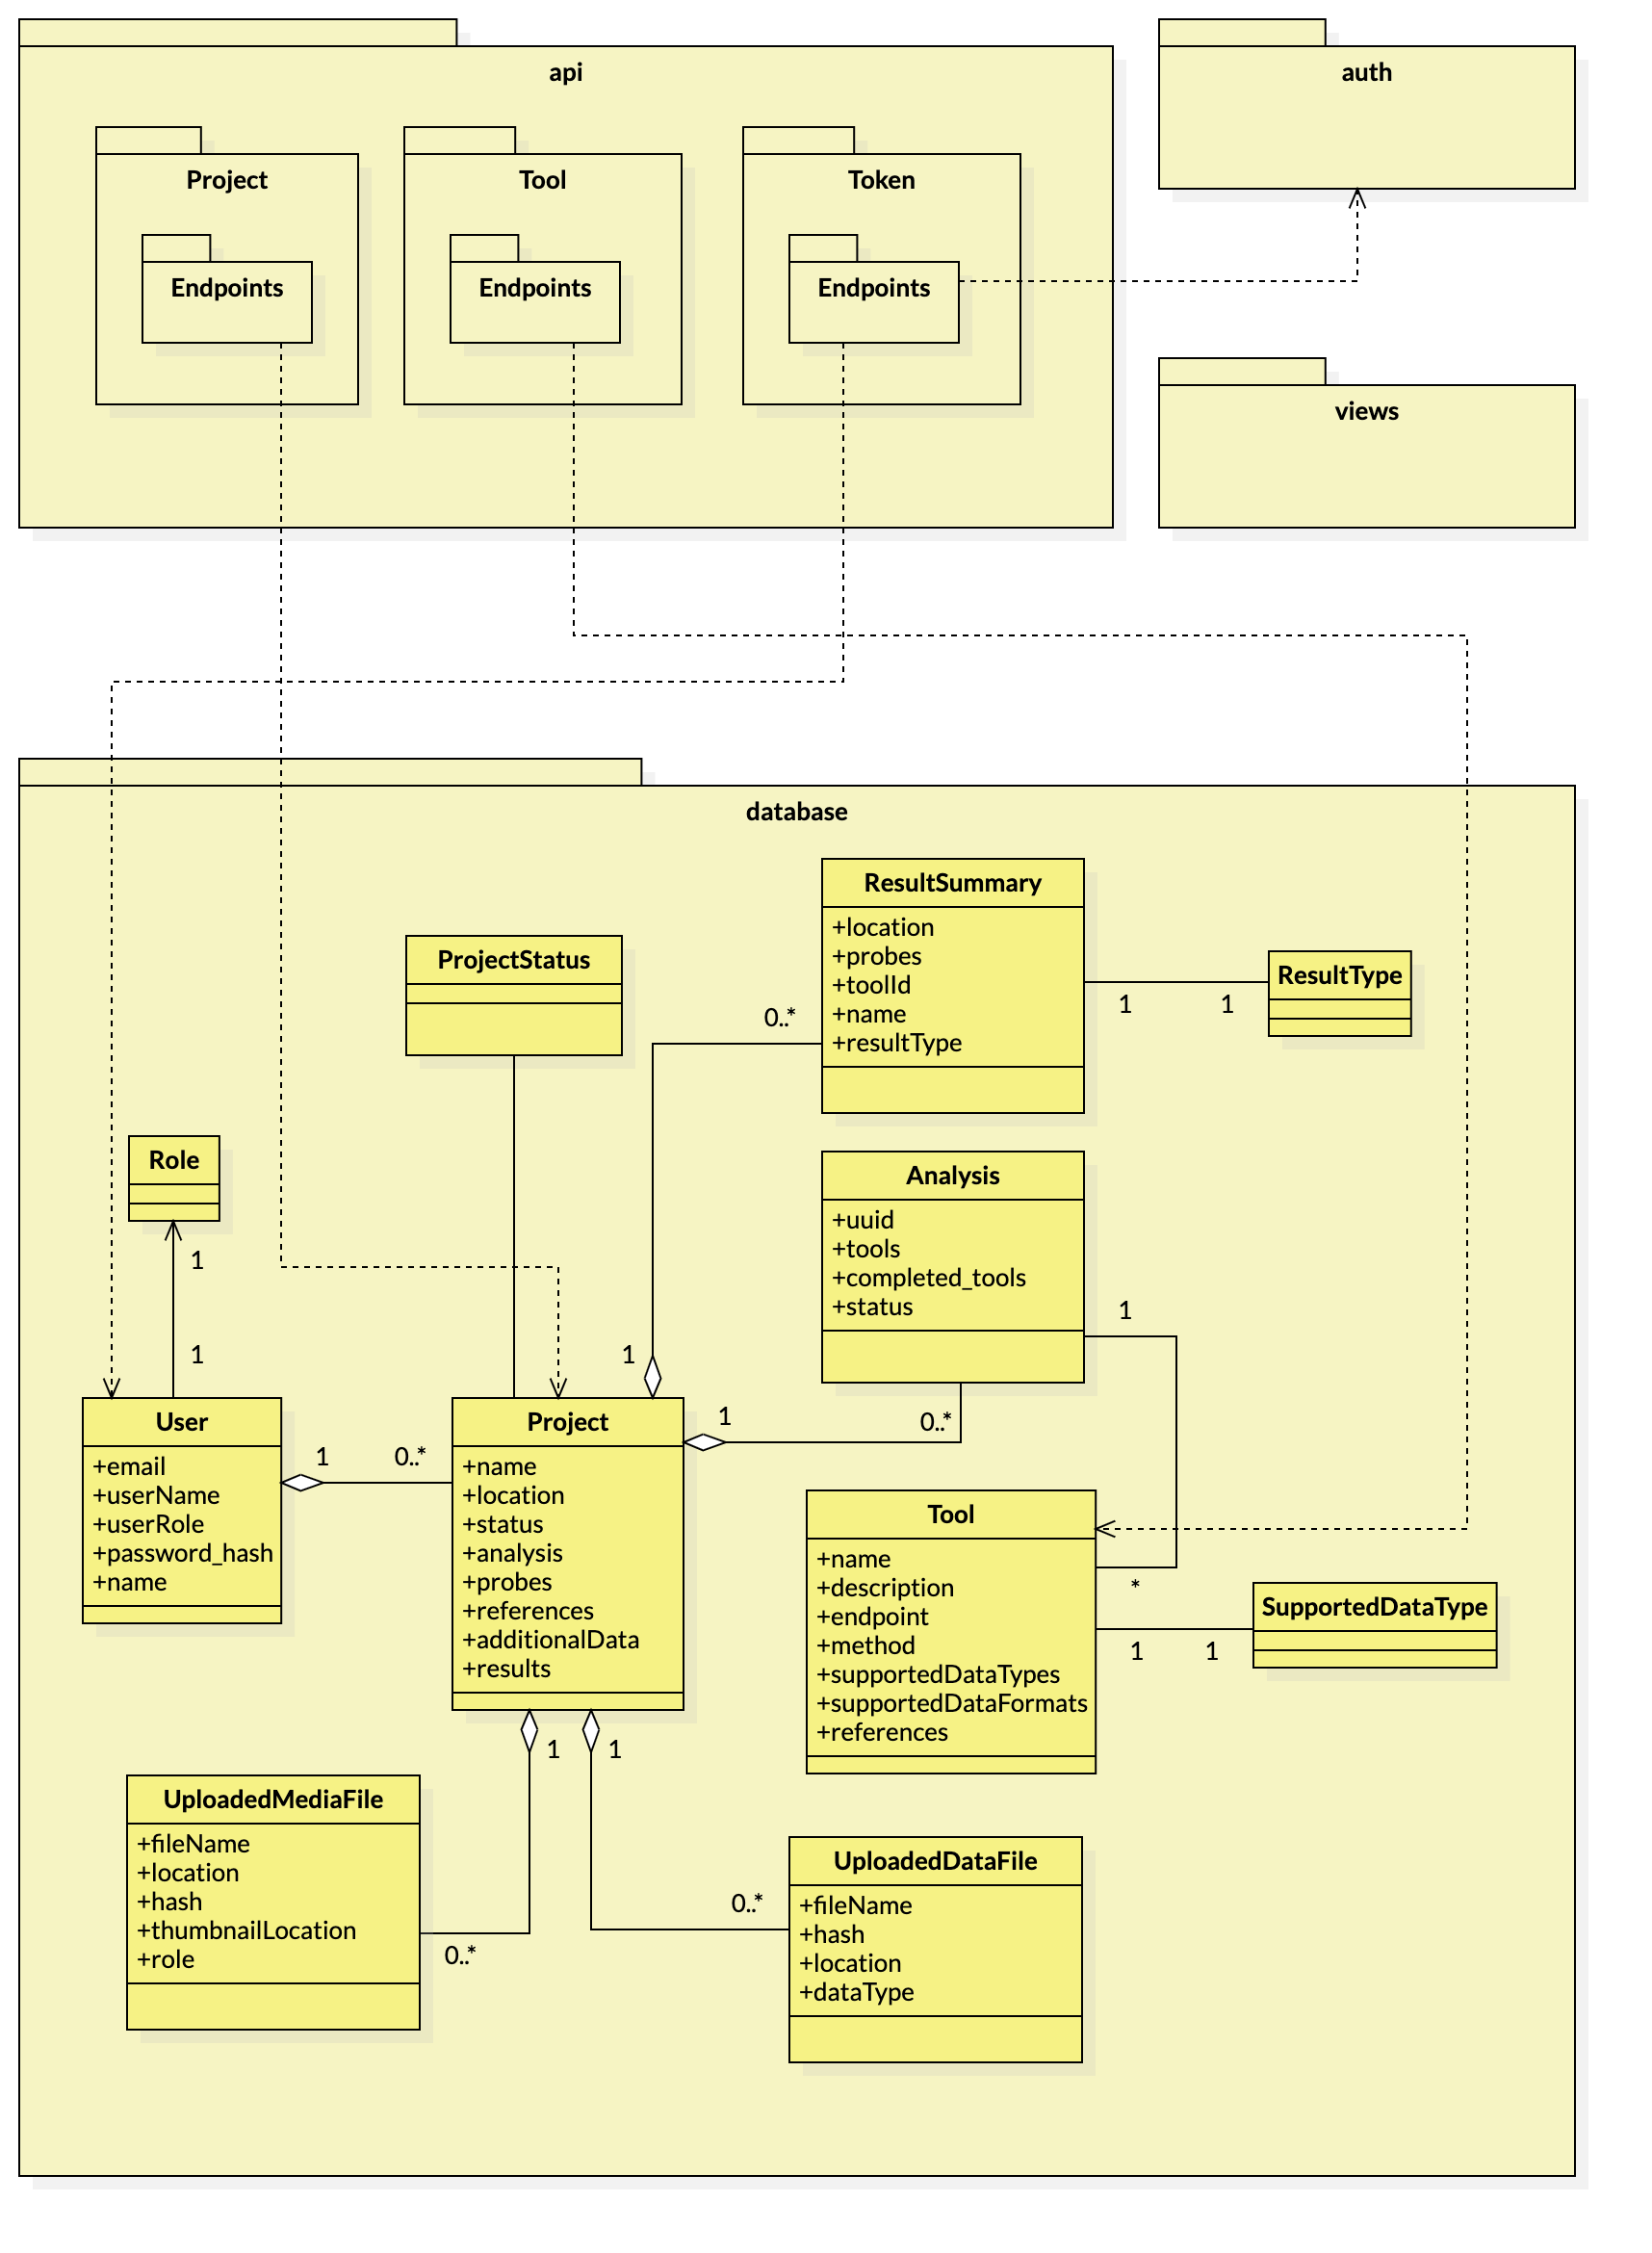 api
auth
Project
Tool
Token
Endpoints
Endpoints
Endpoints
views
database
ResultSummary
+location
+probes
+toolId
+name
+resultType
ProjectStatus
ResultType
1
1
0..*
Role
1
1
Analysis
+uuid
+tools
+completed_tools
+status
1
1
1
0..*
User
+email
+userName
+userRole
+password_hash
+name
1
0..*
Project
+name
+location
+status
+analysis
+probes
+references
+additionalData
+results
Tool
+name
+description
+endpoint
+method
+supportedDataTypes
+supportedDataFormats
+references
*
1
1
SupportedDataType
1
1
UploadedMediaFile
+fileName
+location
+hash
+thumbnailLocation
+role
0..*
0..*
UploadedDataFile
+fileName
+hash
+location
+dataType